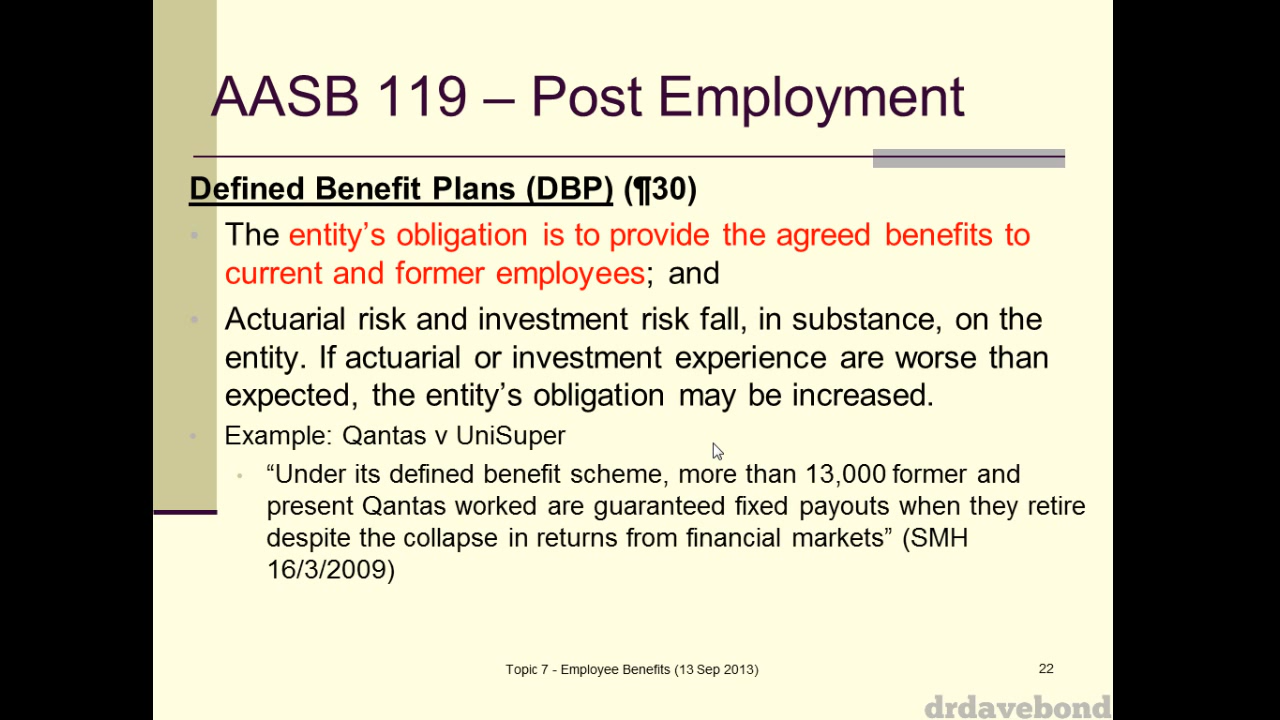 AASB 119 – Post Employment
Defined Benefit Plans (DBP) (¶30)
• The entity’s obligation is to provide the agreed benefits to
current and former employees; and
• Actuarial risk and investment risk fall, in substance, on the
entity. If actuarial or investment experience are worse than
expected, the entity’s obligation may be increased.
• Example: Qantas v UniSuper
• “Under its defined benefit scheme, more than 13,000 former and
present Qantas worked are guaranteed fixed payouts when they retire
despite the collapse in returns from financial markets” (SMH
16/3/2009)
Topic 7 - Employee Benefits (13 Sep 2013)
22
drdavebond